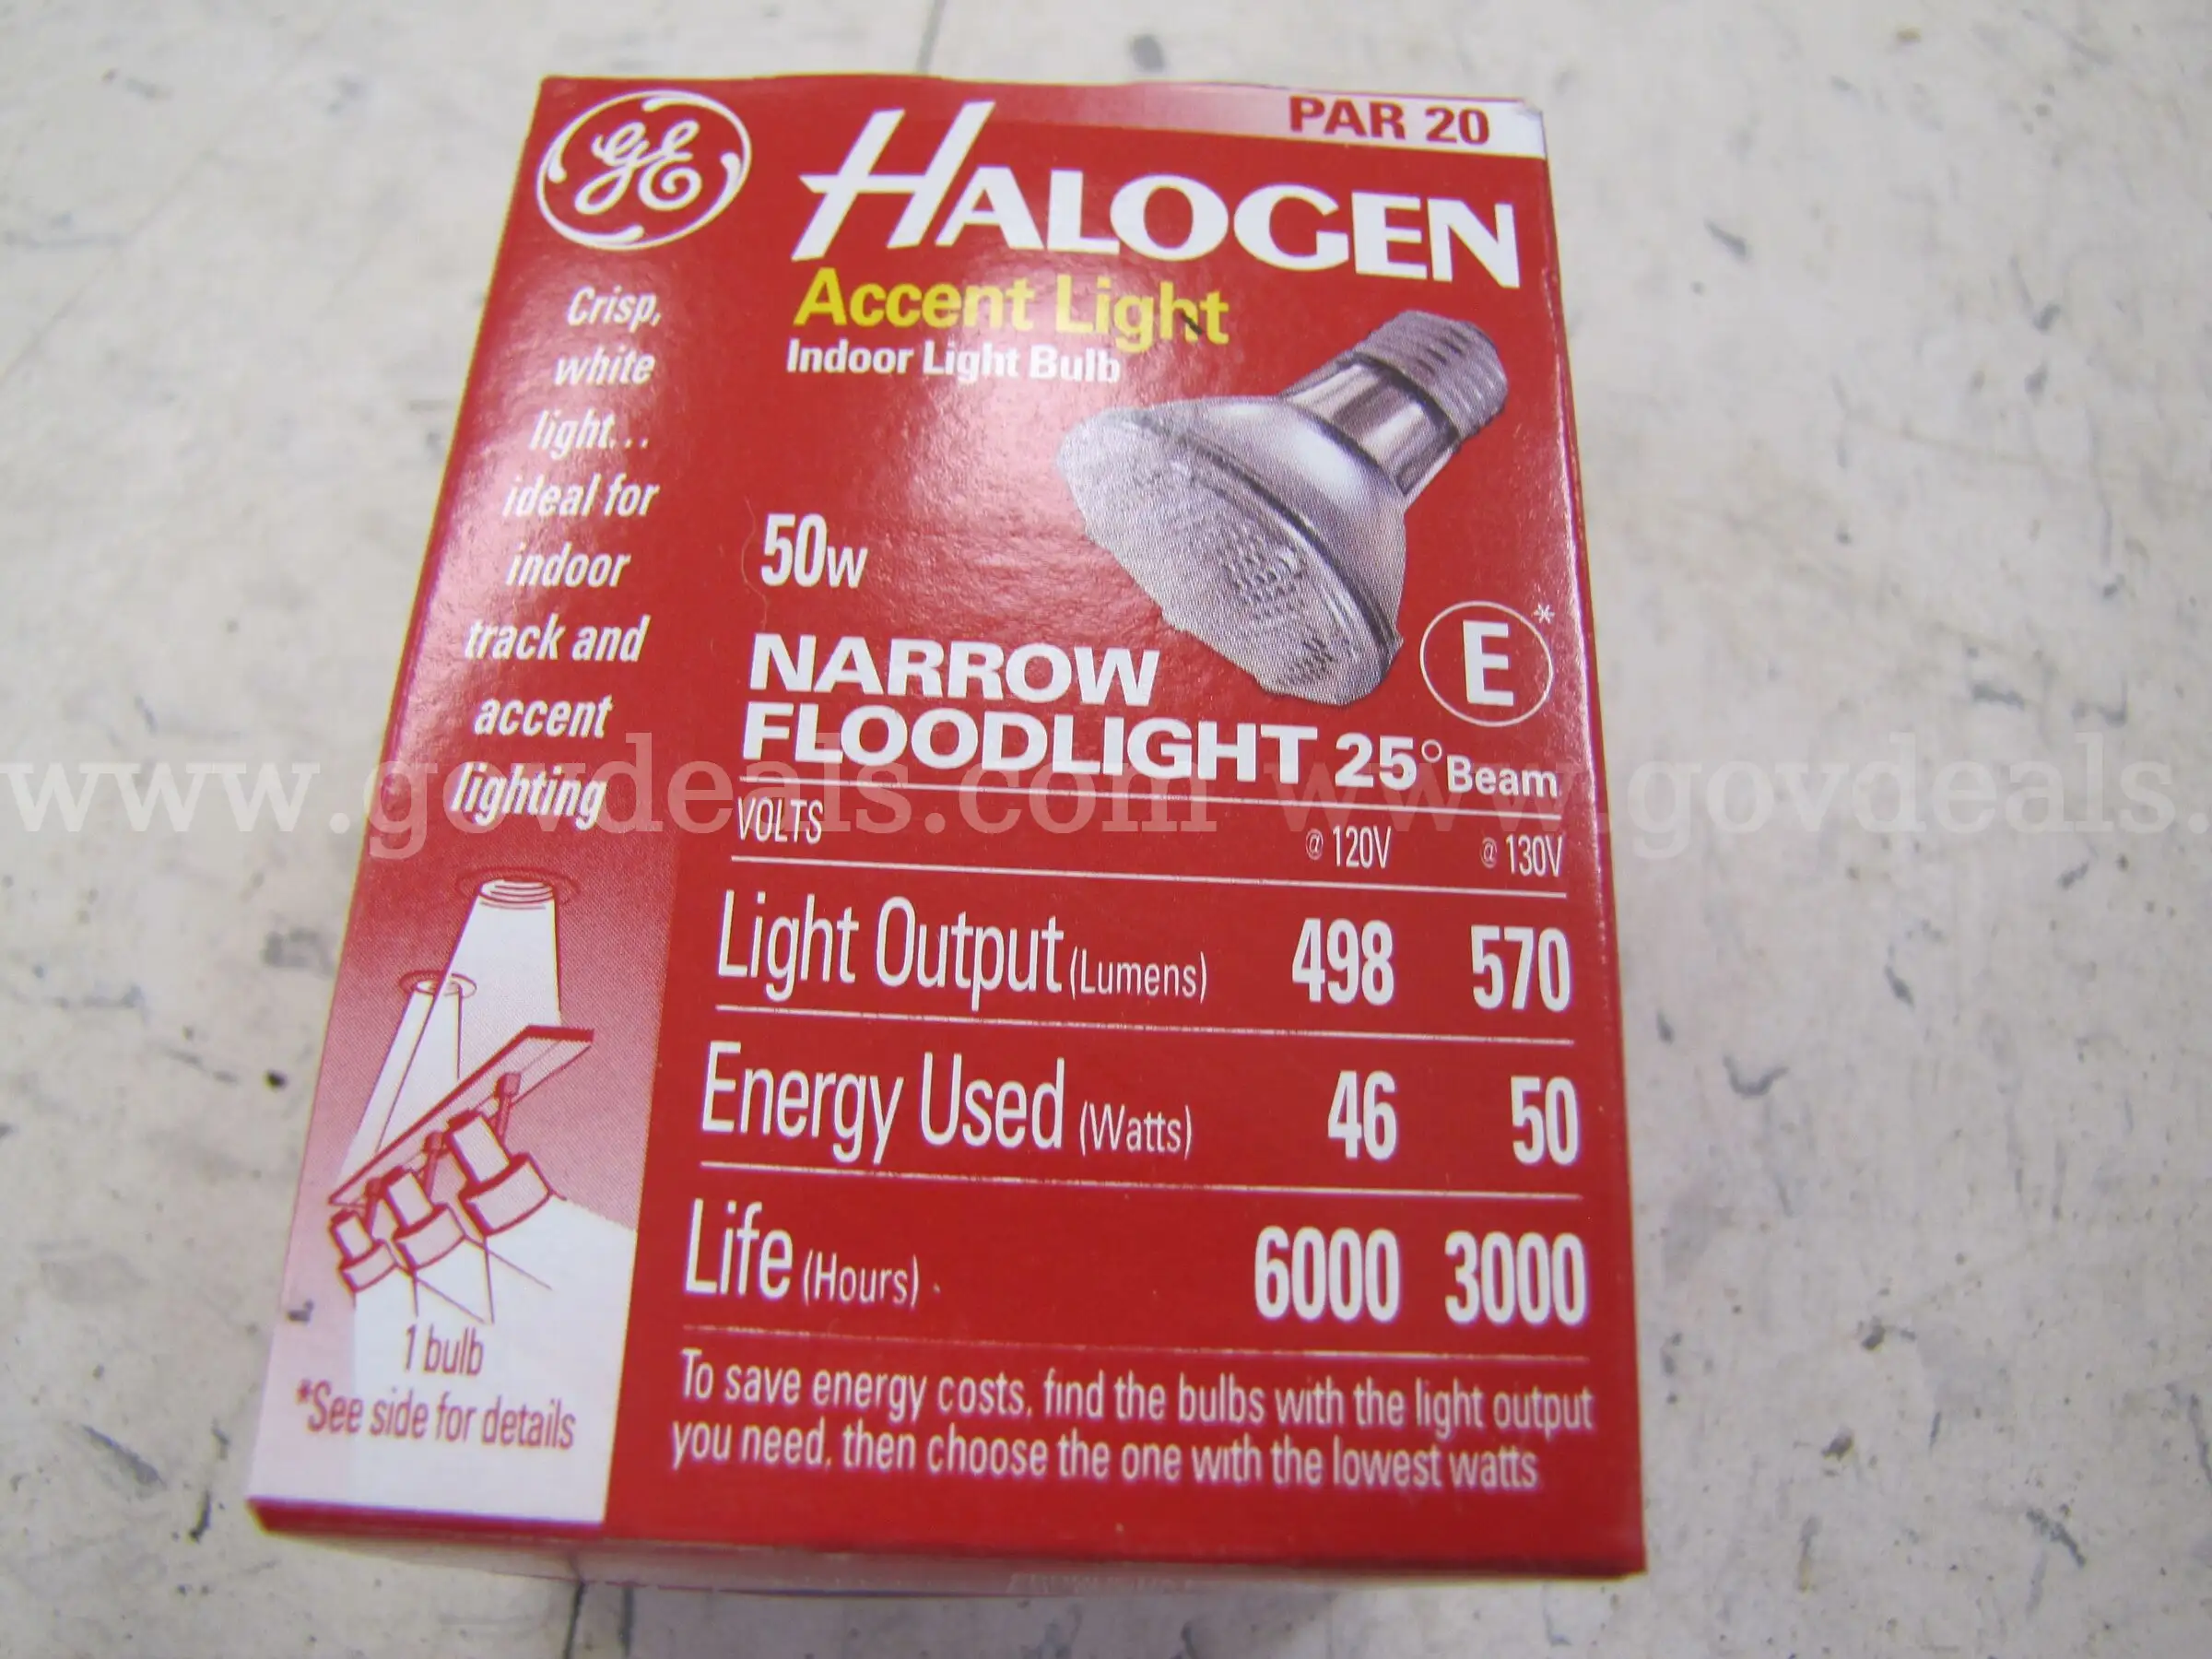 PAR 20
GE
HALOGEN
Accent Light
Indoor Light Bulb
Crisp,
white
light...
ideal for
indoor
track and
accent
lighting
50w
NARROW
FLOODLIGHT 25° Beam
E*
VOLTS @ 120V @ 130V
Light Output (Lumens) 498 570
Energy Used (Watts) 46 50
Life (Hours) 6000 3000
To save energy costs, find the bulbs with the light output
you need, then choose the one with the lowest watts
1 bulb
*See side for details
www.govdeals.com www.govdeals.